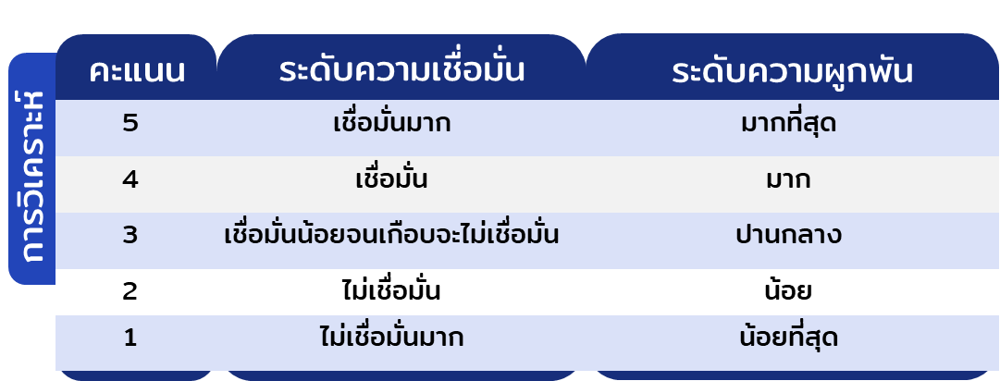 การวิเคราะห์
คะแนน ระดับความเชื่อมั่น ระดับความผูกพัน
5 เชื่อมั่นมาก มากที่สุด
4 เชื่อมั่น มาก
3 เชื่อมั่นน้อยจนเกือบจะไม่เชื่อมั่น ปานกลาง
2 ไม่เชื่อมั่น น้อย
1 ไม่เชื่อมั่นมาก น้อยที่สุด